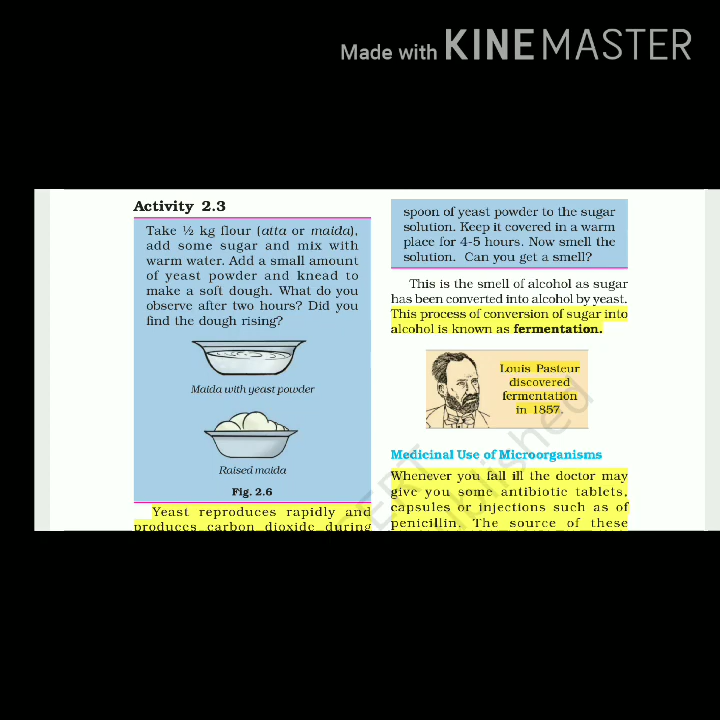 Made with KINEMASTER
Activity 2.3
Take ½ kg flour (atta or maida),
add some sugar and mix with
warm water. Add a small amount
of yeast powder and knead to
make a soft dough. What do you
observe after two hours? Did you
find the dough rising?
Maida with yeast powder
Raised maida
Fig. 2.6
Yeast reproduces rapidly and
produces carbon dioxide during
spoon of yeast powder to the sugar
solution. Keep it covered in a warm
place for 4-5 hours. Now smell the
solution. Can you get a smell?
This is the smell of alcohol as sugar
has been converted into alcohol by yeast.
This process of conversion of sugar into
alcohol is known as fermentation.
Louis Pasteur
discovered
fermentation
in 1857.
Medicinal Use of Microorganisms
Whenever you fall ill the doctor may
give you some antibiotic tablets,
capsules or injections such as of
penicillin. The source of these